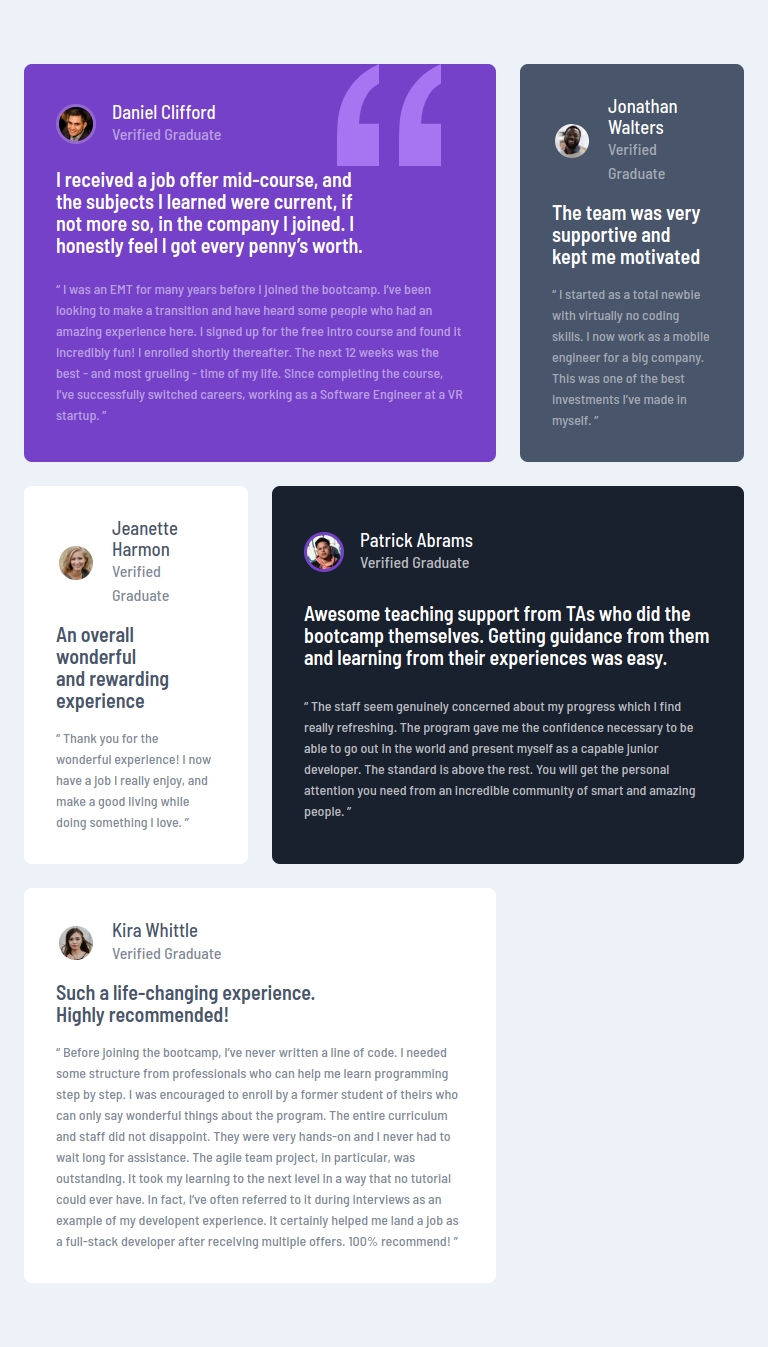 Daniel Clifford
Verified Graduate
I received a job offer mid-course, and
the subjects I learned were current, if
not more so, in the company I joined. I
honestly feel I got every penny’s worth.
“ I was an EMT for many years before I joined the bootcamp. I’ve been
looking to make a transition and have heard some people who had an
amazing experience here. I signed up for the free intro course and found it
incredibly fun! I enrolled shortly thereafter. The next 12 weeks was the
best - and most grueling - time of my life. Since completing the course,
I’ve successfully switched careers, working as a Software Engineer at a VR
startup. ”
Jonathan
Walters
Verified
Graduate
The team was very
supportive and
kept me motivated
“ I started as a total newbie
with virtually no coding
skills. I now work as a mobile
engineer for a big company.
This was one of the best
investments I’ve made in
myself. ”
Jeanette
Harmon
Verified
Graduate
An overall
wonderful
and rewarding
experience
“ Thank you for the
wonderful experience! I now
have a job I really enjoy, and
make a good living while
doing something I love. ”
Patrick Abrams
Verified Graduate
Awesome teaching support from TAs who did the
bootcamp themselves. Getting guidance from them
and learning from their experiences was easy.
“ The staff seem genuinely concerned about my progress which I find
really refreshing. The program gave me the confidence necessary to be
able to go out in the world and present myself as a capable junior
developer. The standard is above the rest. You will get the personal
attention you need from an incredible community of smart and amazing
people. ”
Kira Whittle
Verified Graduate
Such a life-changing experience.
Highly recommended!
“ Before joining the bootcamp, I’ve never written a line of code. I needed
some structure from professionals who can help me learn programming
step by step. I was encouraged to enroll by a former student of theirs who
can only say wonderful things about the program. The entire curriculum
and staff did not disappoint. They were very hands-on and I never had to
wait long for assistance. The agile team project, in particular, was
outstanding. It took my learning to the next level in a way that no tutorial
could ever have. In fact, I’ve often referred to it during interviews as an
example of my developent experience. It certainly helped me land a job as
a full-stack developer after receiving multiple offers. 100% recommend! ”